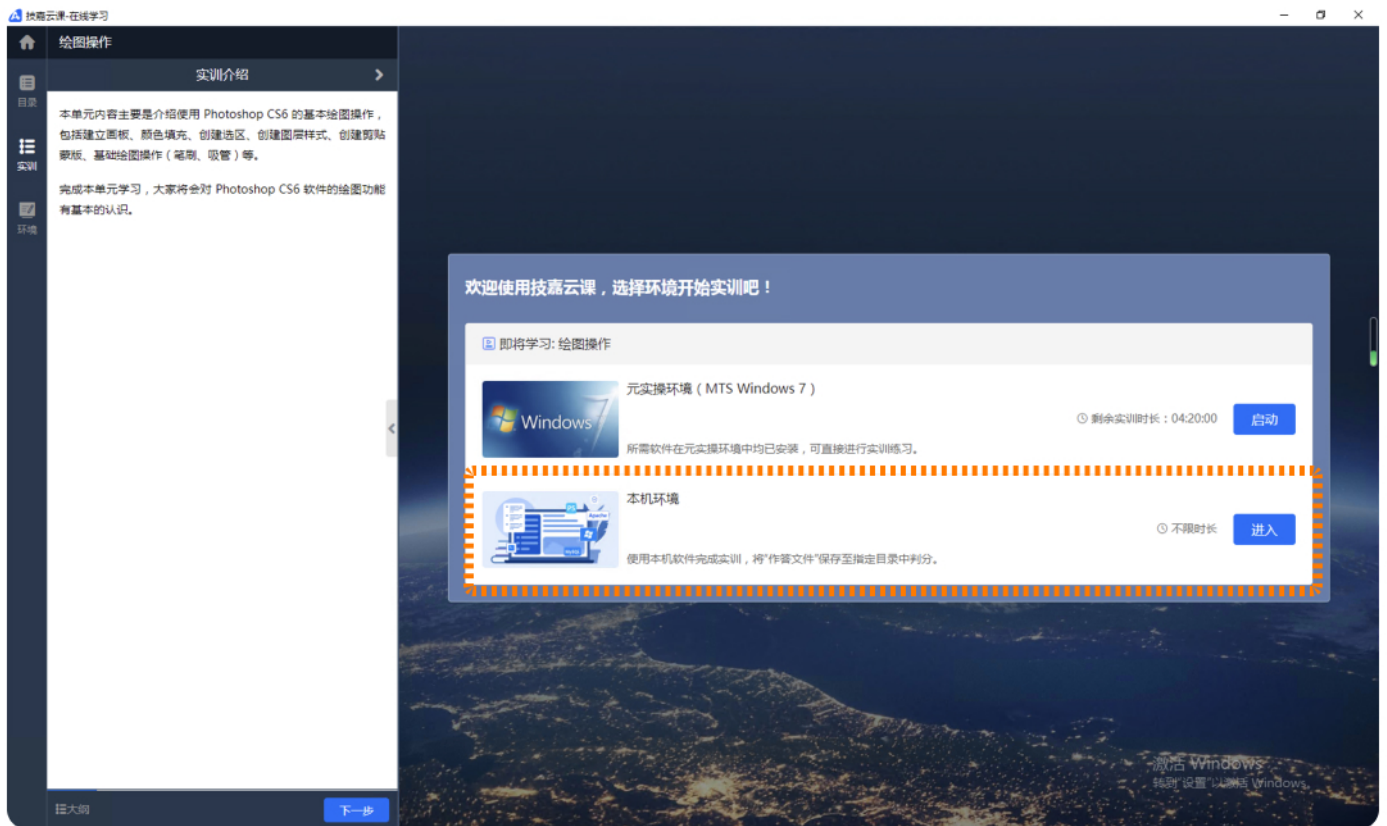 技嘉云课-在线学习
绘图操作
实训介绍
目录
实训
环境
本单元内容主要是介绍使用 Photoshop CS6 的基本绘图操作，
包括建立画板、颜色填充、创建选区、创建图层样式、创建剪贴
蒙版、基础绘图操作（笔刷、吸管）等。
完成本单元学习，大家将会对 Photoshop CS6 软件的绘图功能
有基本的认识。
大纲
下一步
欢迎使用技嘉云课，选择环境开始实训吧！
即将学习: 绘图操作
Windows 7
元实操环境（MTS Windows 7）
剩余实训时长：04:20:00
启动
所需软件在元实操环境中均已安装，可直接进行实训练习。
PS
Apache
MySQL
本机环境
不限时长
进入
使用本机软件完成实训，将"作答文件"保存至指定目录中判分。
激活 Windows
转到"设置"以激活 Windows。